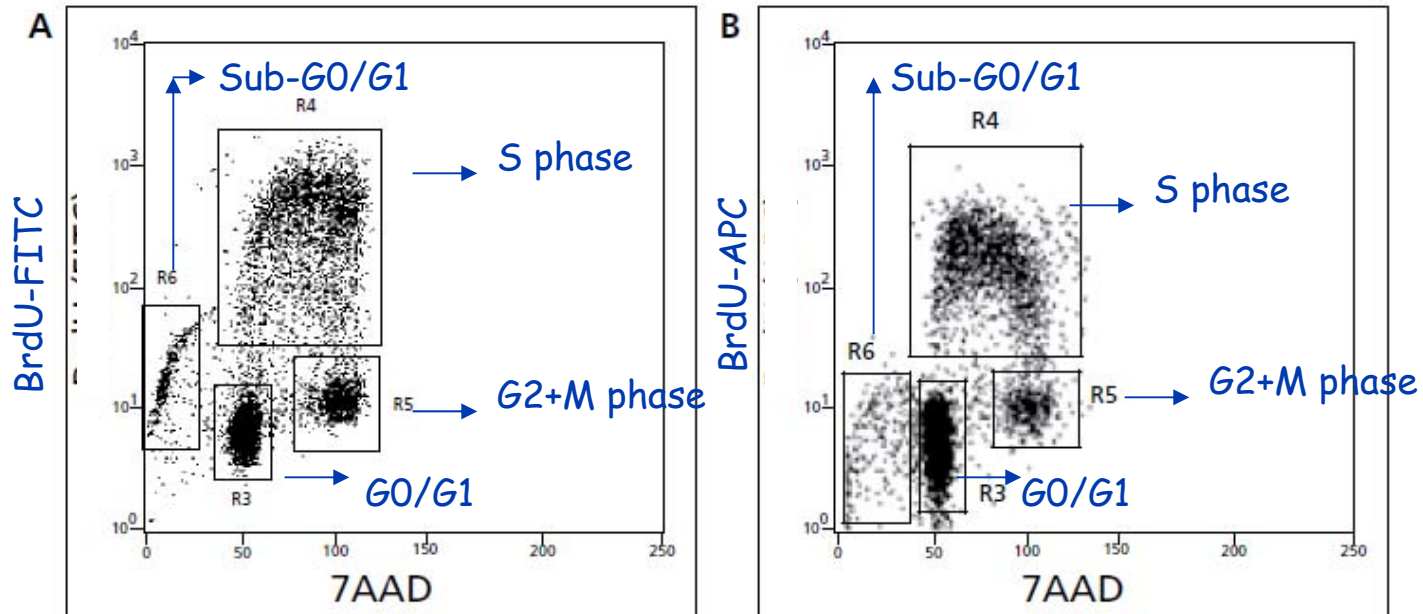 A
BrdU-FITC
10^4
10^3
10^2
10^1
10^0
Sub-G0/G1
R4
S phase
R6
G2+M phase
R5
R3
G0/G1
0 50 100 150 200 250
7AAD
B
BrdU-APC
10^4
10^3
10^2
10^1
10^0
Sub-G0/G1
R4
S phase
R6
G2+M phase
R5
R3
G0/G1
0 50 100 150 200 250
7AAD